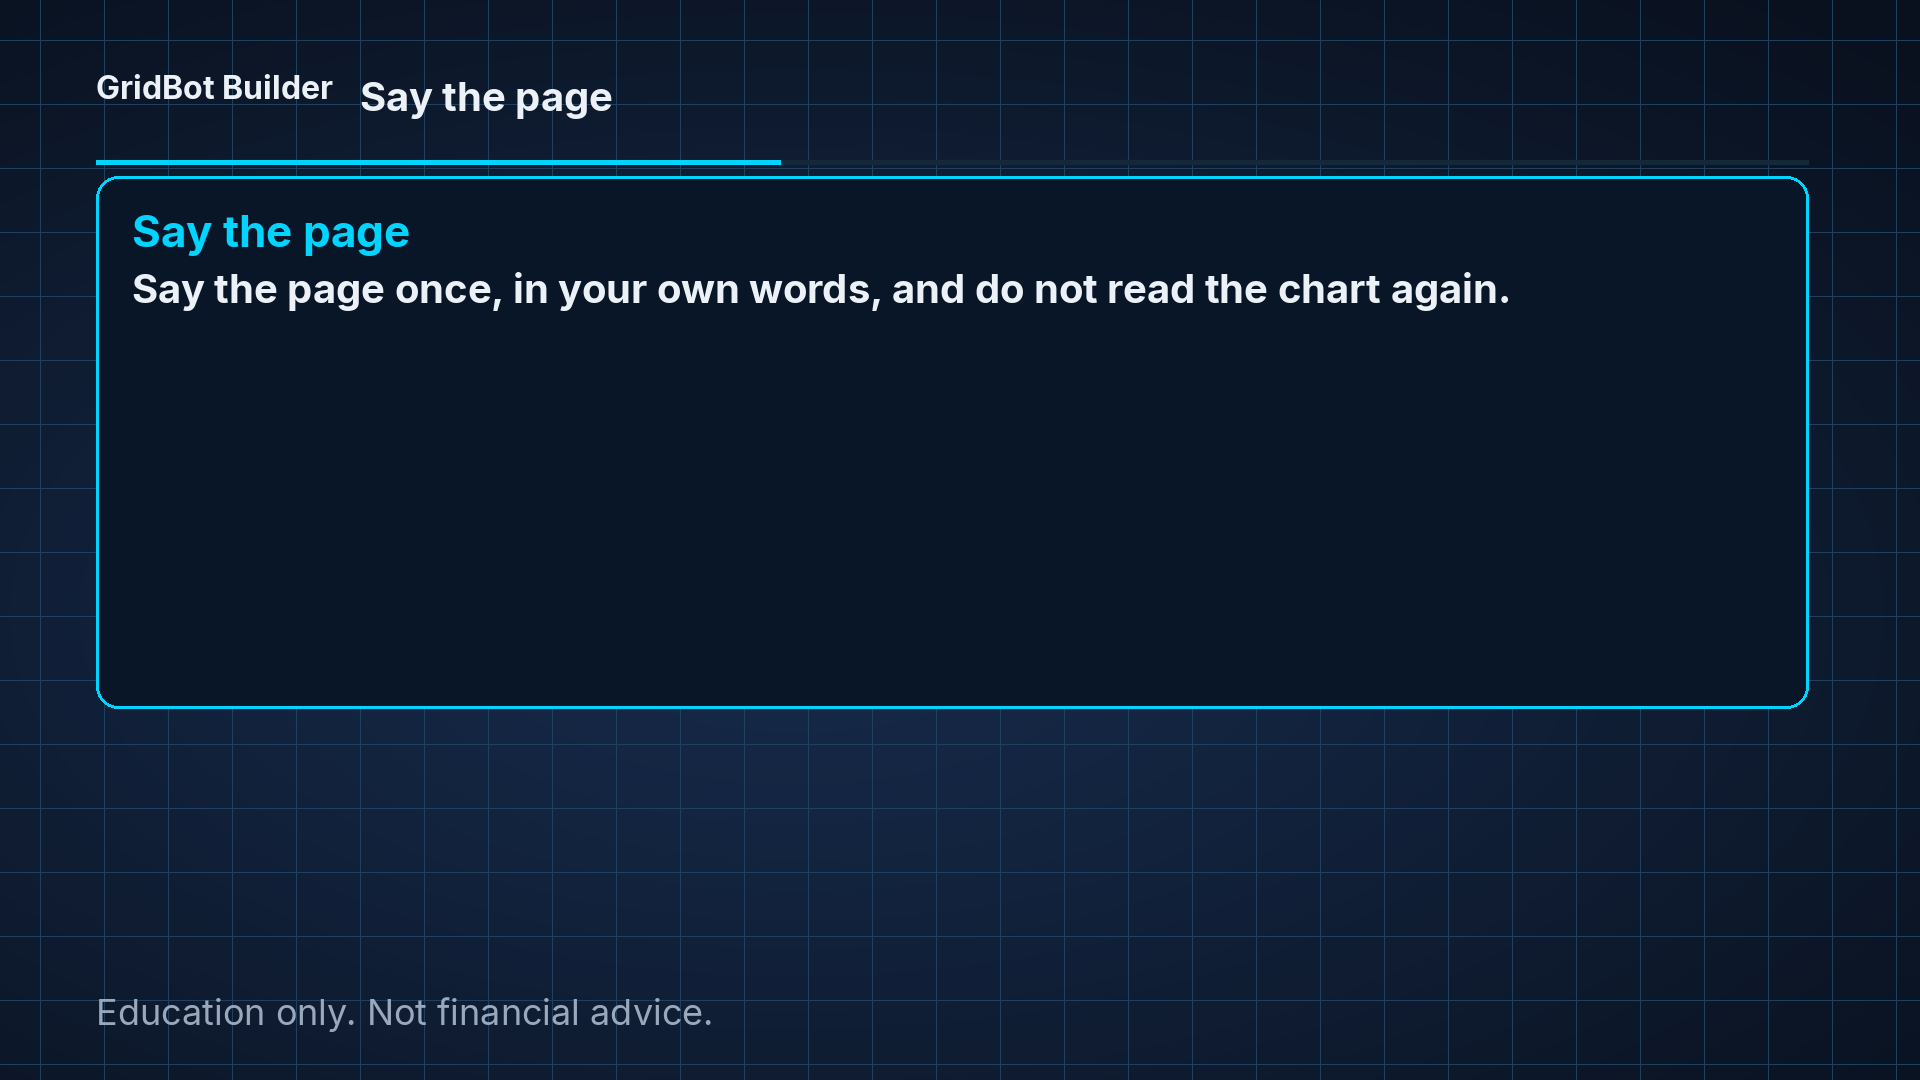 GridBot Builder
Say the page
Say the page
Say the page once, in your own words, and do not read the chart again.
Education only. Not financial advice.